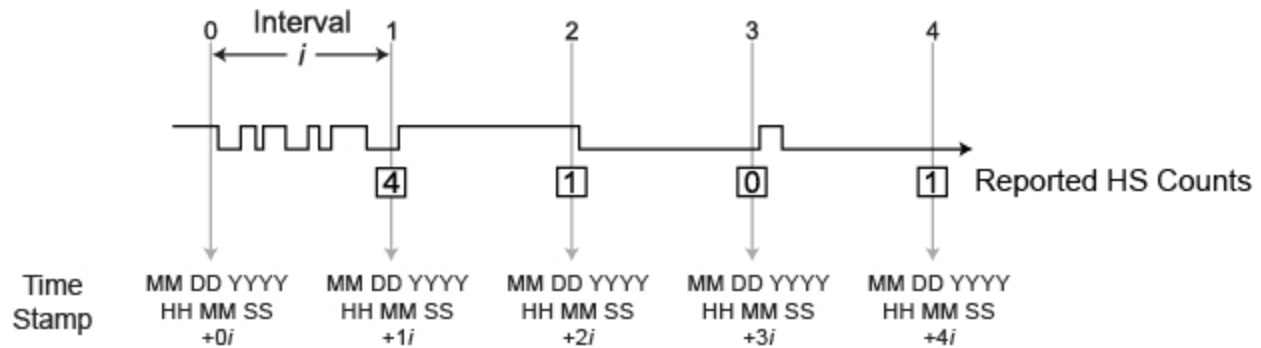 Interval
0 1 2 3 4
i
4 1 0 1 Reported HS Counts
Time
Stamp
MM DD YYYY MM DD YYYY MM DD YYYY MM DD YYYY MM DD YYYY
HH MM SS HH MM SS HH MM SS HH MM SS HH MM SS
+0i +1i +2i +3i +4i